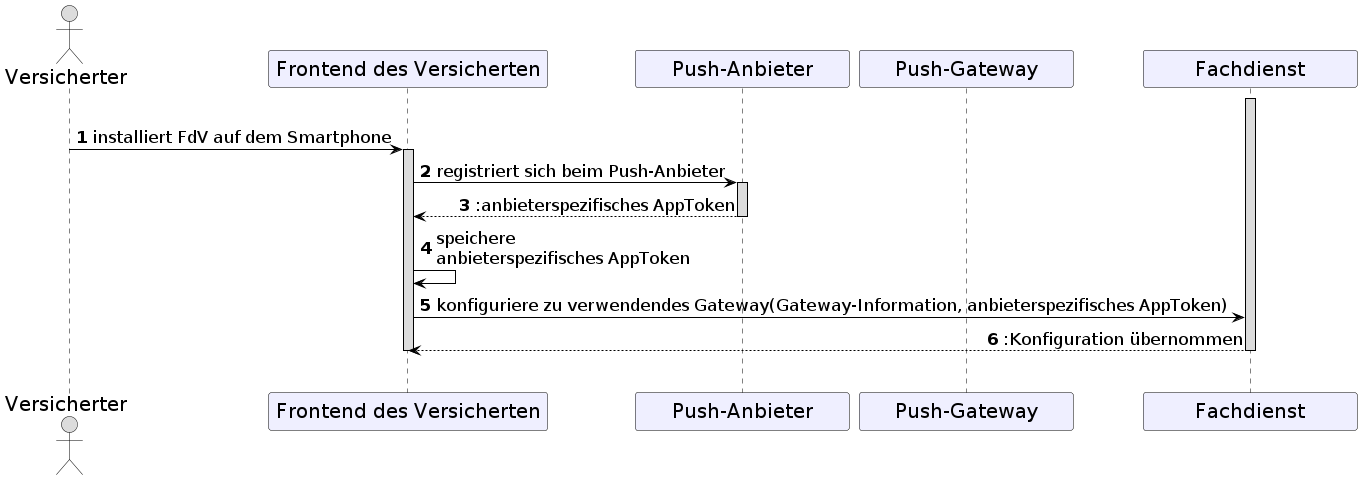 Versicherter
Frontend des Versicherten
Push-Anbieter
Push-Gateway
Fachdienst
1 installiert FdV auf dem Smartphone
2 registriert sich beim Push-Anbieter
3 :anbieterspezifisches AppToken
4 speichere
anbieterspezifisches AppToken
5 konfiguriere zu verwendendes Gateway(Gateway-Information, anbieterspezifisches AppToken)
6 :Konfiguration übernommen
Versicherter
Frontend des Versicherten
Push-Anbieter
Push-Gateway
Fachdienst